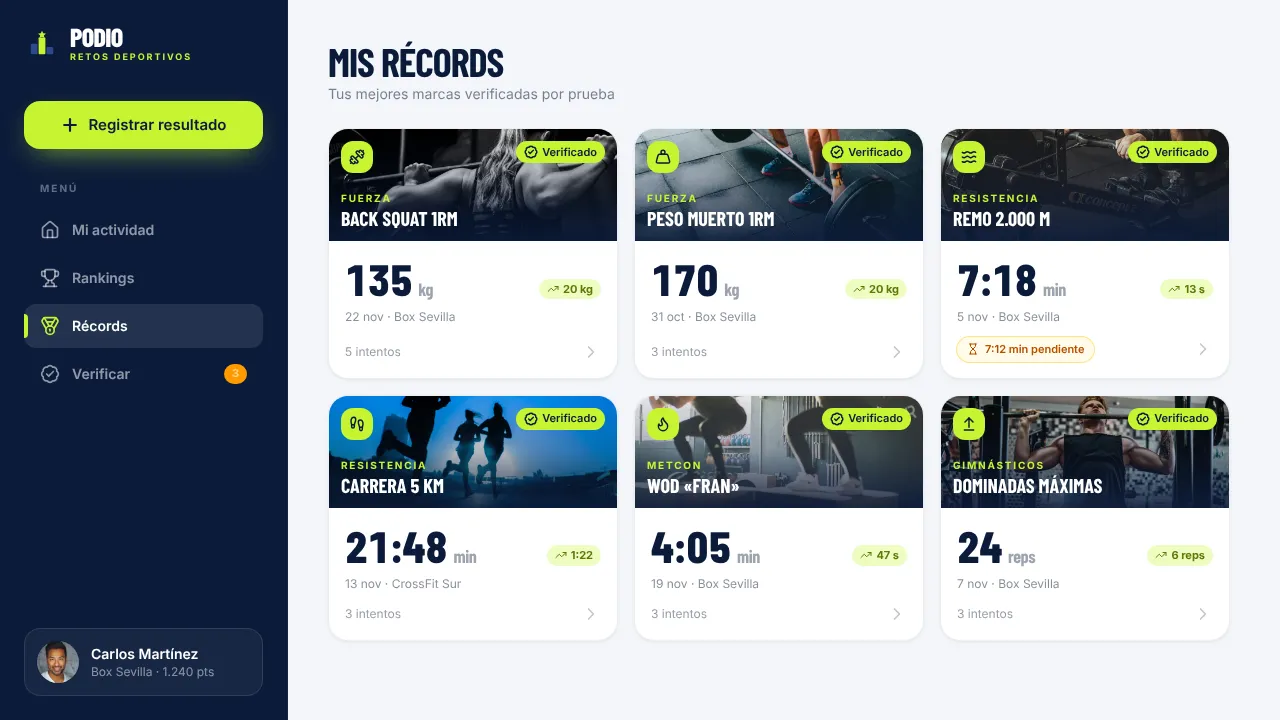 PODIO
RETOS DEPORTIVOS
Registrar resultado
MENÚ
Mi actividad
Rankings
Récords
Verificar
3
Carlos Martínez
Box Sevilla · 1.240 pts
MIS RÉCORDS
Tus mejores marcas verificadas por prueba
Verificado
FUERZA
BACK SQUAT 1RM
135 kg
20 kg
22 nov · Box Sevilla
5 intentos
Verificado
FUERZA
PESO MUERTO 1RM
170 kg
20 kg
31 oct · Box Sevilla
3 intentos
Verificado
RESISTENCIA
REMO 2.000 M
7:18 min
13 s
5 nov · Box Sevilla
7:12 min pendiente
Verificado
RESISTENCIA
CARRERA 5 KM
21:48 min
1:22
13 nov · CrossFit Sur
3 intentos
Verificado
METCON
WOD «FRAN»
4:05 min
47 s
19 nov · Box Sevilla
3 intentos
Verificado
GIMNÁSTICOS
DOMINADAS MÁXIMAS
24 reps
6 reps
7 nov · Box Sevilla
3 intentos